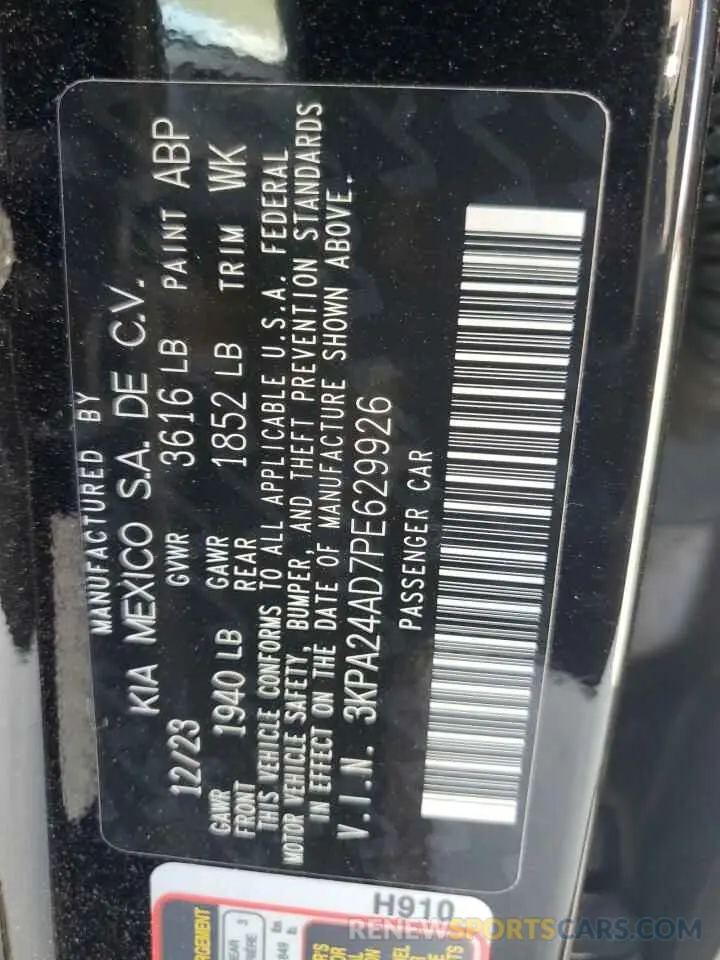 MANUFACTURED BY
KIA MEXICO S.A. DE C.V.
12/23 GVWR 3616 LB PAINT ABP
GAWR FRONT 1940 LB GAWR REAR 1852 LB TRIM WK
THIS VEHICLE CONFORMS TO ALL APPLICABLE U.S.A. FEDERAL
MOTOR VEHICLE SAFETY, BUMPER, AND THEFT PREVENTION STANDARDS
IN EFFECT ON THE DATE OF MANUFACTURE SHOWN ABOVE.
V.I.N. 3KPA24AD7PE629926
PASSENGER CAR
H910
RENEWSPORTSCARS.COM